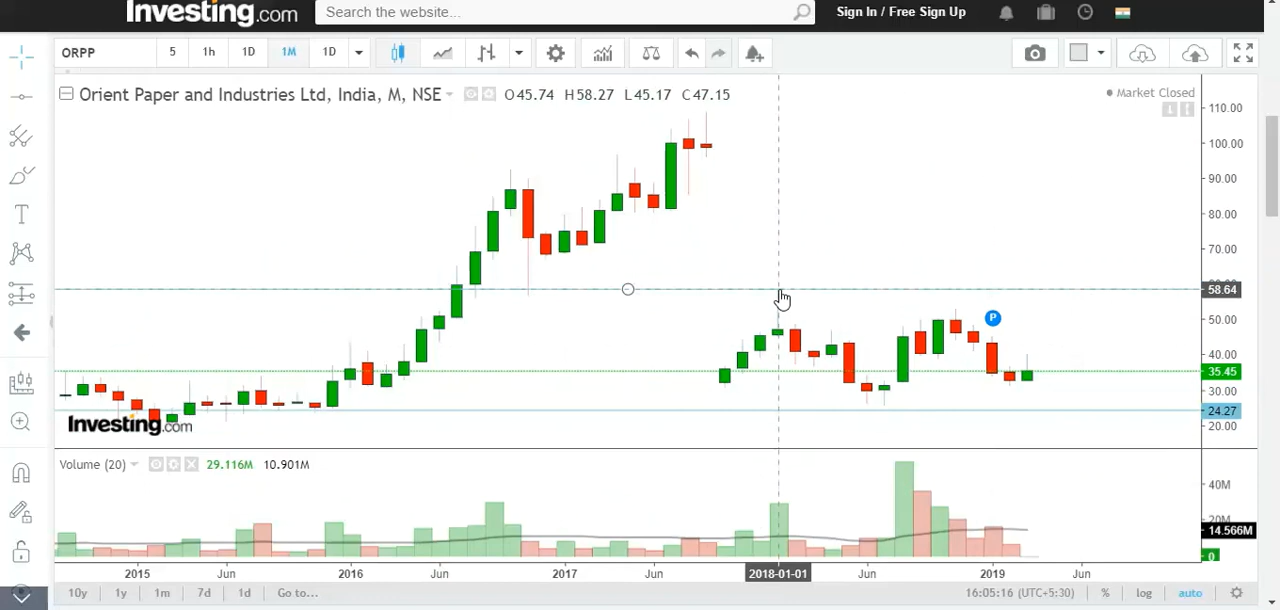 Investing.com
Search the website...
Sign In / Free Sign Up
ORPP
5
1h
1D
1M
1D
Orient Paper and Industries Ltd, India, M, NSE
O45.74 H58.27 L45.17 C47.15
Market Closed
110.00
100.00
90.00
80.00
70.00
58.64
50.00
40.00
35.45
30.00
24.27
20.00
P
T
Investing.com
Volume (20)
29.116M 10.901M
40M
20M
14.566M
0
2015 Jun 2016 Jun 2017 Jun 2018-01-01 Jun 2019 Jun
10y 1y 1m 7d 1d Go to...
16:05:16 (UTC+5:30) % log auto